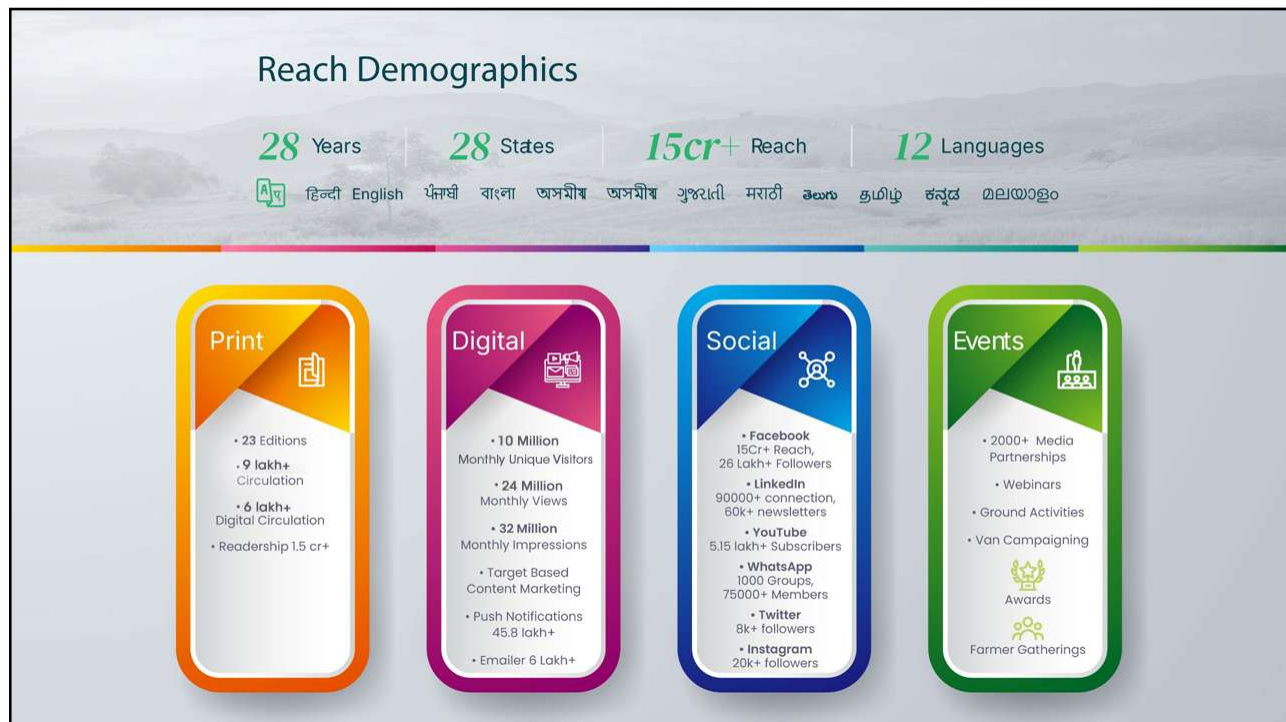 Reach Demographics
28 Years 28 States 15cr+ Reach 12 Languages
हिन्दी English ਪੰਜਾਬੀ বাংলা অসমীয়া অসমীয়া ગુજરાતી मराठी తెలుగు தமிழ் ಕನ್ನಡ മലയാളം
Print
• 23 Editions
• 9 lakh+
Circulation
• 6 lakh+
Digital Circulation
• Readership 1.5 cr+
Digital
• 10 Million
Monthly Unique Visitors
• 24 Million
Monthly Views
• 32 Million
Monthly Impressions
• Target Based
Content Marketing
• Push Notifications
45.8 lakh+
• Emailer 6 Lakh+
Social
• Facebook
15Cr+ Reach,
26 Lakh+ Followers
• LinkedIn
90000+ connection,
60k+ newsletters
• YouTube
5.15 lakh+ Subscribers
• WhatsApp
1000 Groups,
75000+ Members
• Twitter
8k+ followers
• Instagram
20k+ followers
Events
• 2000+ Media
Partnerships
• Webinars
• Ground Activities
• Van Campaigning
Awards
Farmer Gatherings